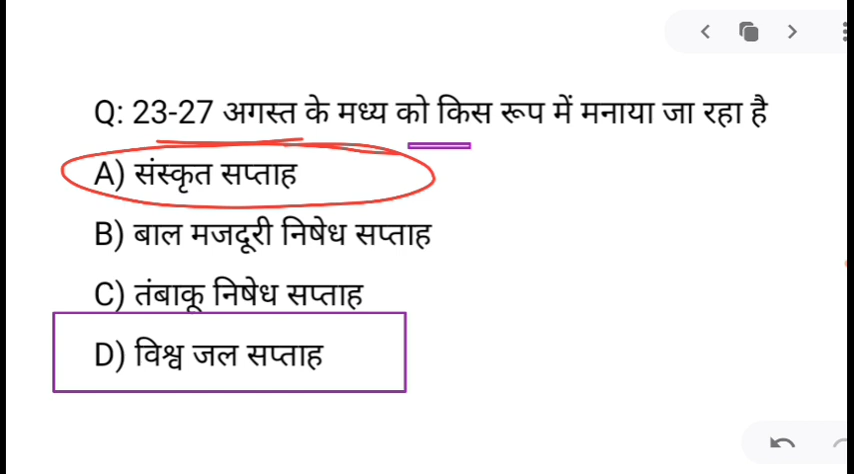 Q: 23-27 अगस्त के मध्य को किस रूप में मनाया जा रहा है
A) संस्कृत सप्ताह
B) बाल मजदूरी निषेध सप्ताह
C) तंबाकू निषेध सप्ताह
D) विश्व जल सप्ताह